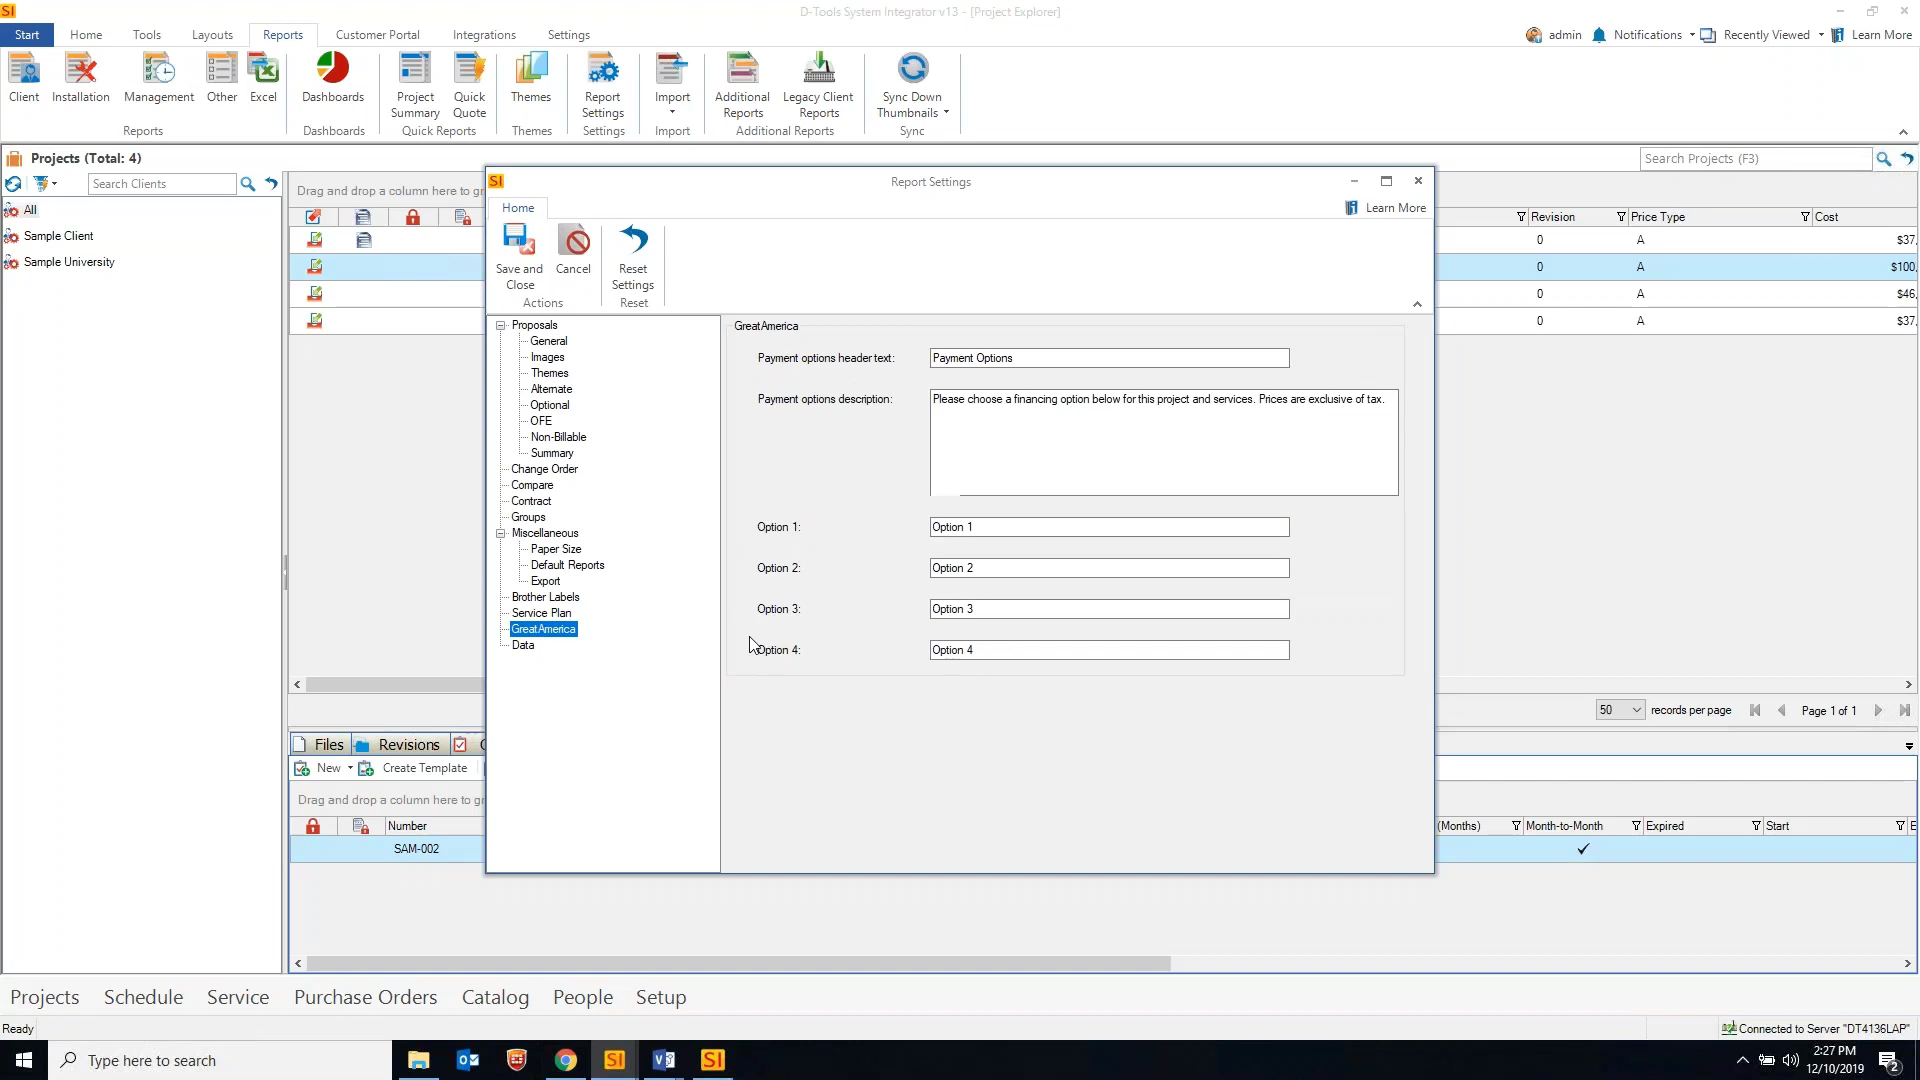 SI
D-Tools System Integrator v13 - [Project Explorer]
Start Home Tools Layouts Reports Customer Portal Integrations Settings
admin Notifications Recently Viewed Learn More
Client Installation Management Other Excel Dashboards Project Summary Quick Quote Themes Report Settings Import Additional Reports Legacy Client Reports Sync Down Thumbnails
Reports Dashboards Quick Reports Themes Settings Import Additional Reports Sync
Projects (Total: 4)
Search Projects (F3)
Search Clients
All
Sample Client
Sample University
Drag and drop a column here to gr
Revision Price Type Cost
0 A $37,
0 A $100,
0 A $46,
0 A $37,
SI
Report Settings
Home
Learn More
Save and Close
Cancel
Reset Settings
Actions
Reset
Proposals
General
Images
Themes
Alternate
Optional
OFE
Non-Billable
Summary
Change Order
Compare
Contract
Groups
Miscellaneous
Paper Size
Default Reports
Export
Brother Labels
Service Plan
GreatAmerica
Data
GreatAmerica
Payment options header text: Payment Options
Payment options description: Please choose a financing option below for this project and services. Prices are exclusive of tax.
Option 1: Option 1
Option 2: Option 2
Option 3: Option 3
Option 4: Option 4
50 records per page Page 1 of 1
Files Revisions
New Create Template
Drag and drop a column here to gr
Number (Months) Month-to-Month Expired Start E
SAM-002
Projects Schedule Service Purchase Orders Catalog People Setup
Ready
Connected to Server "DT4136LAP"
Type here to search
SI
SI
2:27 PM
12/10/2019
2